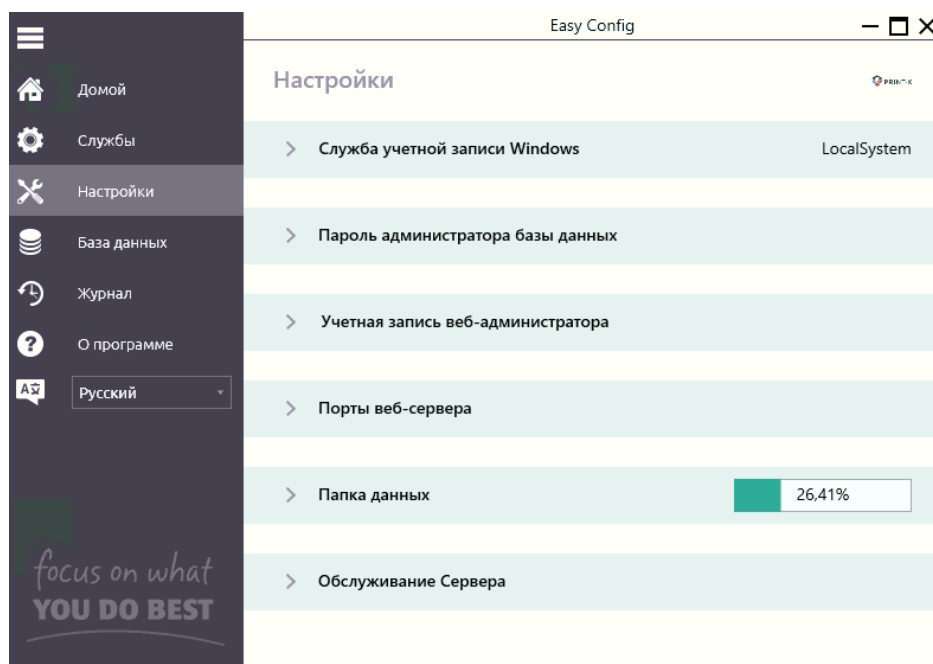 Easy Config
Домой
Службы
Настройки
База данных
Журнал
О программе
Русский
focus on what
YOU DO BEST
Настройки
PRINT-X
Служба учетной записи Windows
LocalSystem
Пароль администратора базы данных
Учетная запись веб-администратора
Порты веб-сервера
Папка данных
26,41%
Обслуживание Сервера